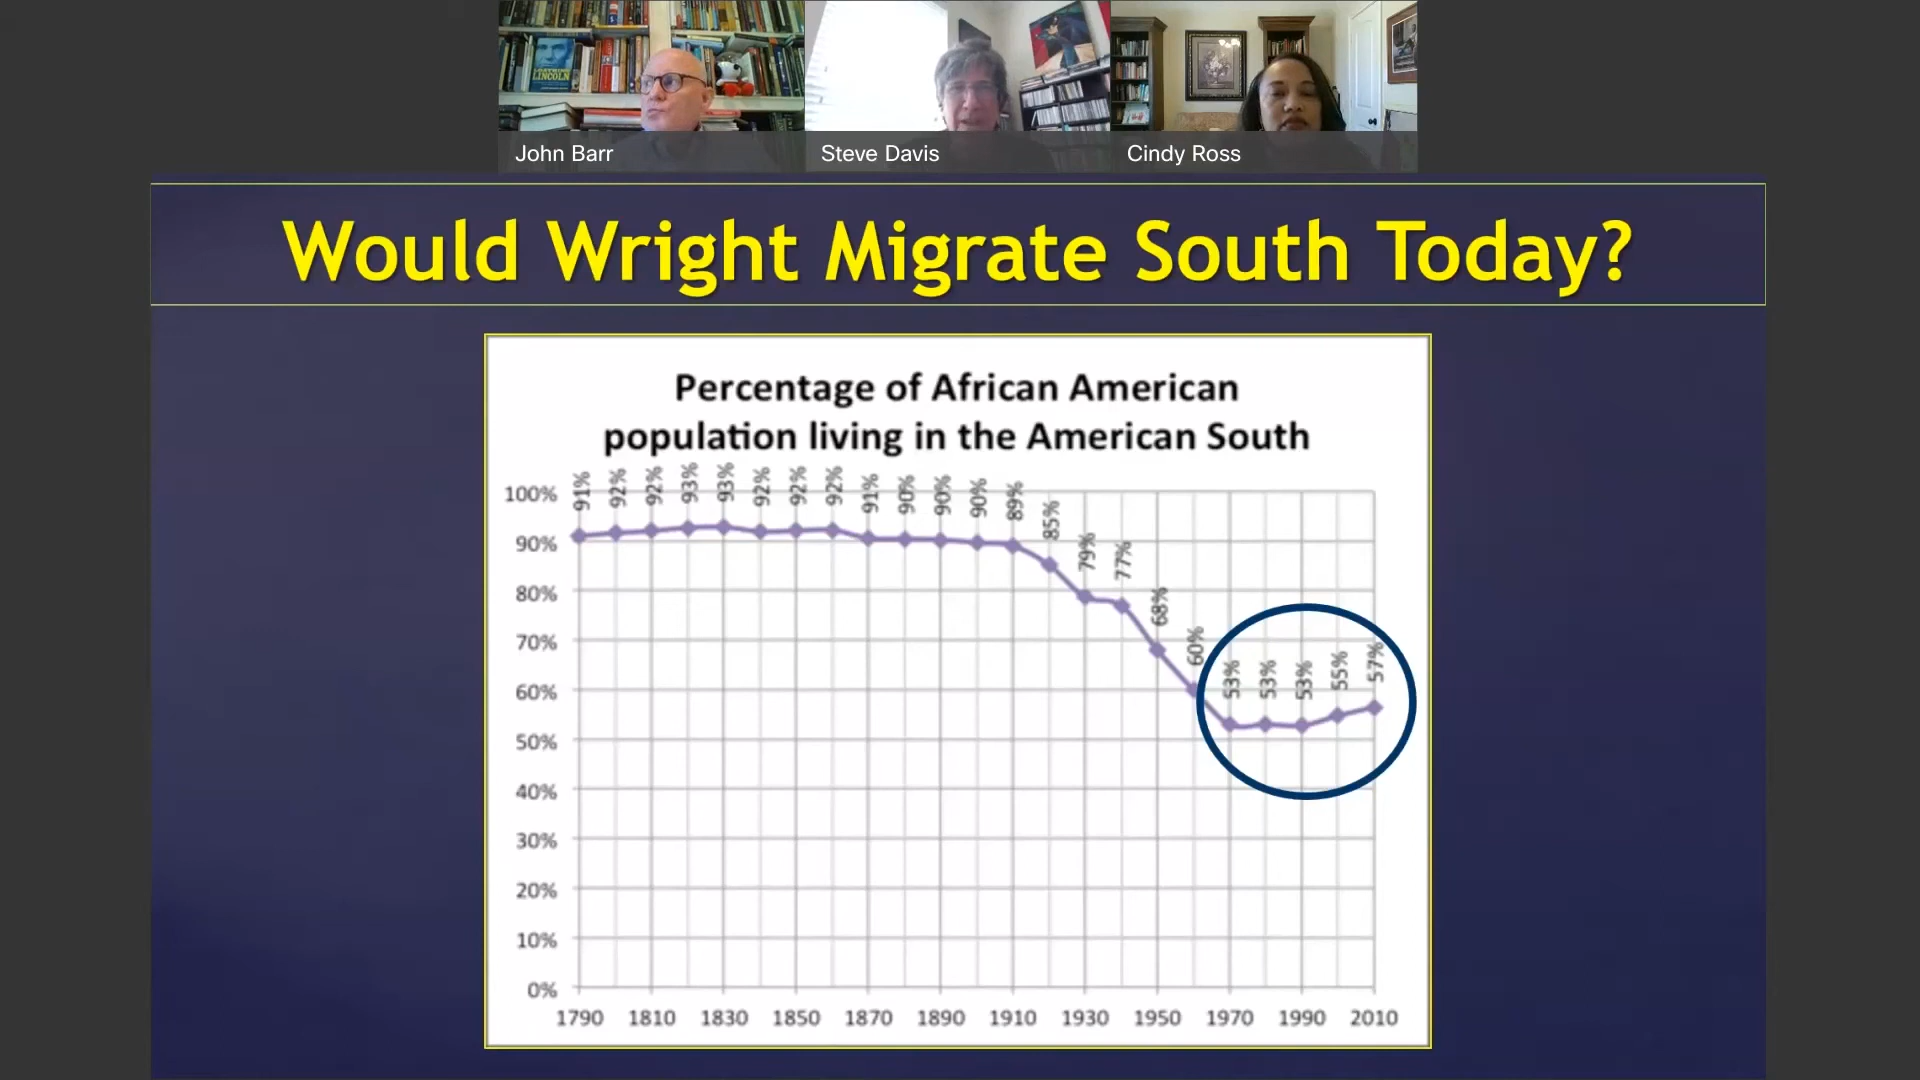 LOATHING
LINCOLN
John Barr
Steve Davis
Cindy Ross
Would Wright Migrate South Today?
Percentage of African American
population living in the American South
91% 92% 92% 93% 93% 92% 92% 92% 91% 90% 90% 90% 89% 85% 79% 77% 68% 60% 53% 53% 53% 55% 57%
100%
90%
80%
70%
60%
50%
40%
30%
20%
10%
0%
1790 1810 1830 1850 1870 1890 1910 1930 1950 1970 1990 2010